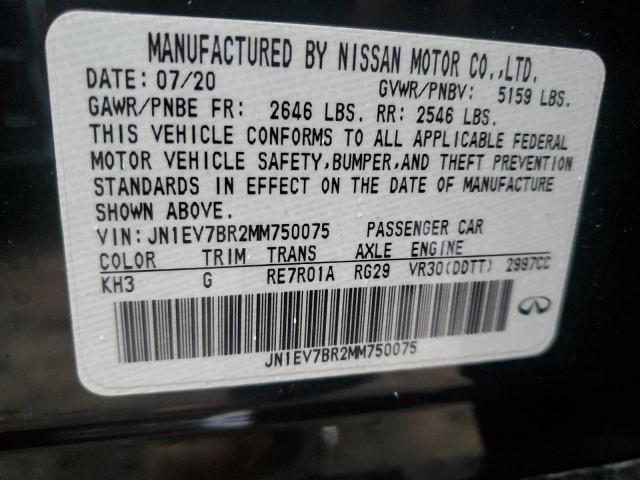 MANUFACTURED BY NISSAN MOTOR CO.,LTD.
DATE: 07/20 GVWR/PNBV: 5159 LBS.
GAWR/PNBE FR: 2646 LBS. RR: 2546 LBS.
THIS VEHICLE CONFORMS TO ALL APPLICABLE FEDERAL
MOTOR VEHICLE SAFETY,BUMPER,AND THEFT PREVENTION
STANDARDS IN EFFECT ON THE DATE OF MANUFACTURE
SHOWN ABOVE.
VIN:JN1EV7BR2MM750075 PASSENGER CAR
COLOR TRIM TRANS AXLE ENGINE
KH3 G RE7R01A RG29 VR30(DDTT) 2997CC
JN1EV7BR2MM750075